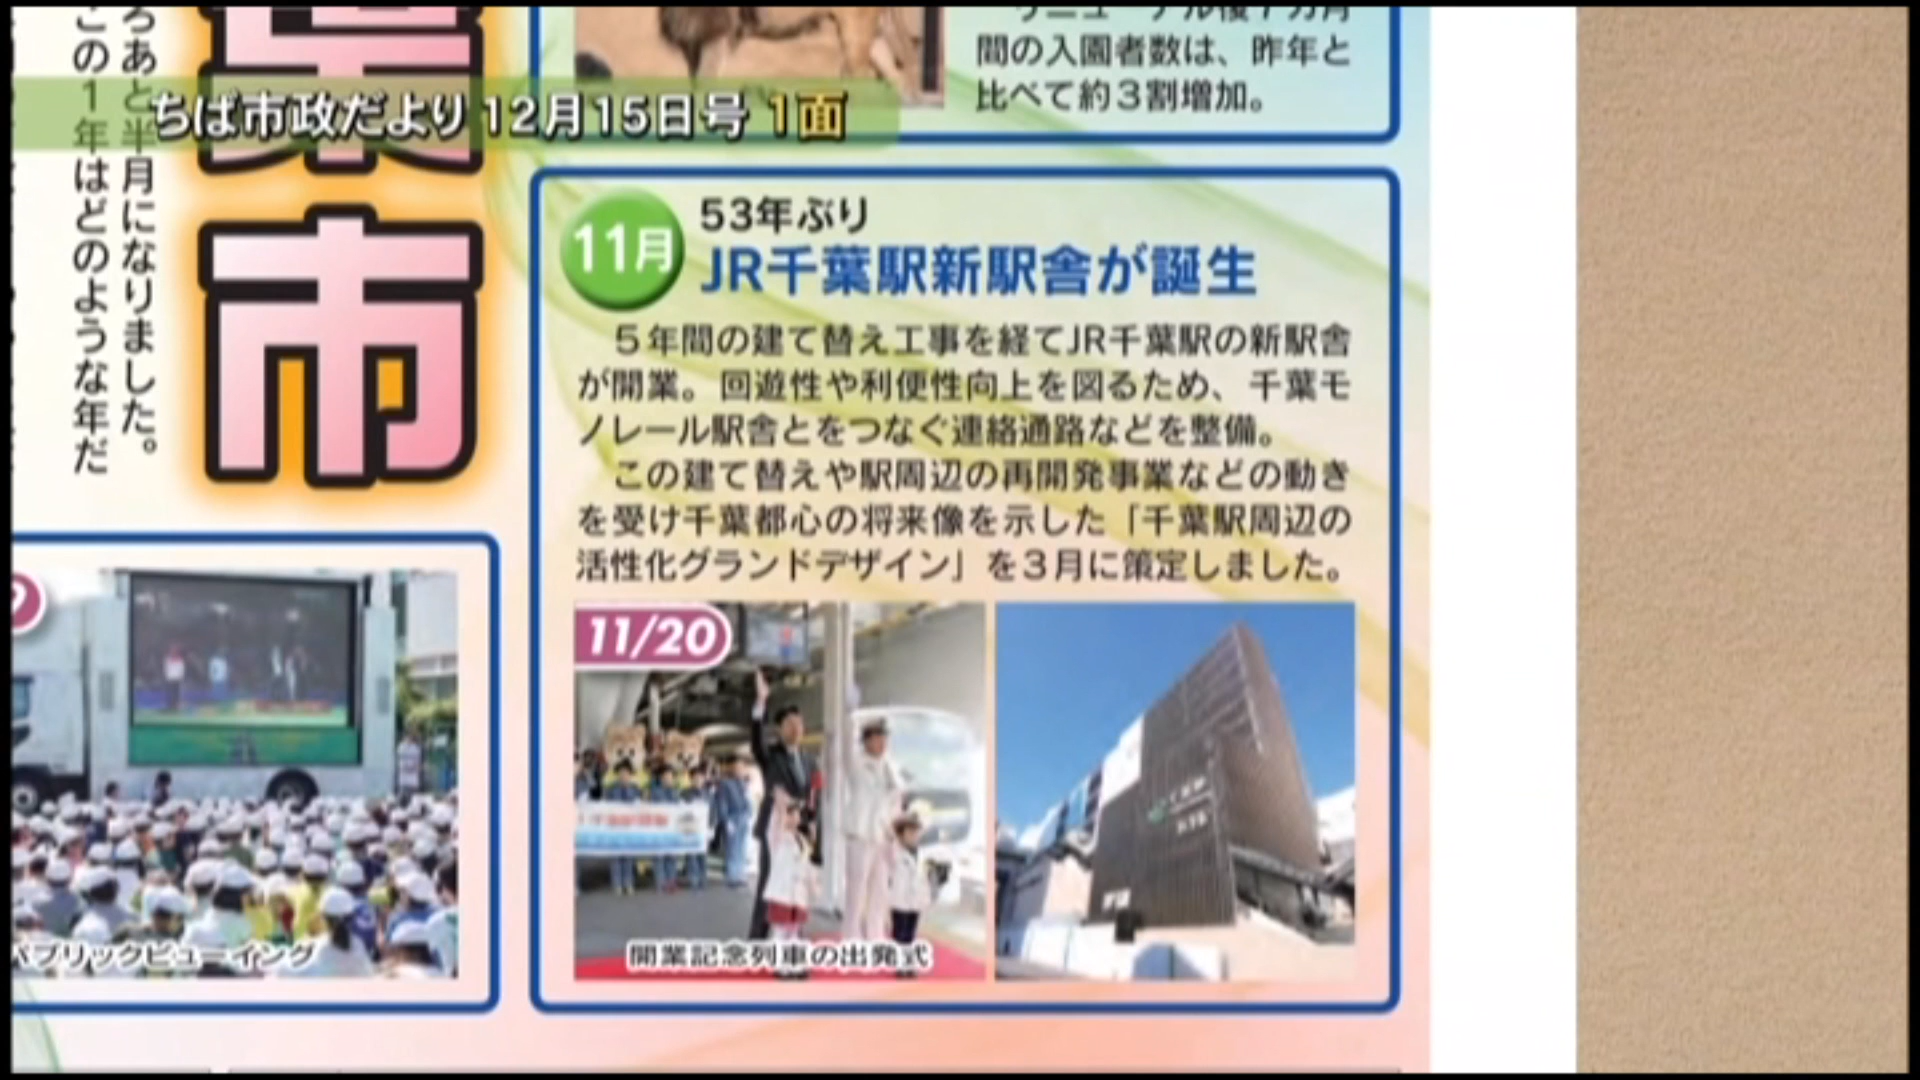 ちば市政だより 12月15日号 1面
間の入園者数は、昨年と
比べて約3割増加。
あと半月になりました。
この1年はどのような年だ
市
11月
53年ぶり
JR千葉駅新駅舎が誕生
5年間の建て替え工事を経てJR千葉駅の新駅舎
が開業。回遊性や利便性向上を図るため、千葉モ
ノレール駅舎とをつなぐ連絡通路などを整備。
この建て替えや駅周辺の再開発事業などの動き
を受け千葉都心の将来像を示した「千葉駅周辺の
活性化グランドデザイン」を3月に策定しました。
11/20
開業記念列車の出発式
パブリックビューイング